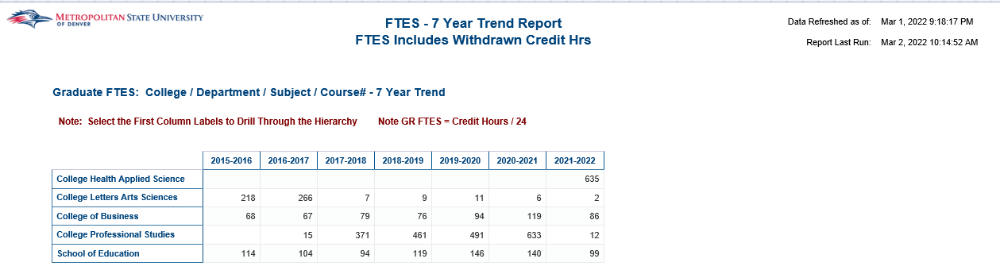 METROPOLITAN STATE UNIVERSITY
OF DENVER
FTES - 7 Year Trend Report
FTES Includes Withdrawn Credit Hrs
Data Refreshed as of: Mar 1, 2022 9:18:17 PM
Report Last Run: Mar 2, 2022 10:14:52 AM
Graduate FTES: College / Department / Subject / Course# - 7 Year Trend
Note: Select the First Column Labels to Drill Through the Hierarchy Note GR FTES = Credit Hours / 24
2015-2016 2016-2017 2017-2018 2018-2019 2019-2020 2020-2021 2021-2022
College Health Applied Science 635
College Letters Arts Sciences 218 266 7 9 11 6 2
College of Business 68 67 79 76 94 119 86
College Professional Studies 15 371 461 491 633 12
School of Education 114 104 94 119 146 140 99